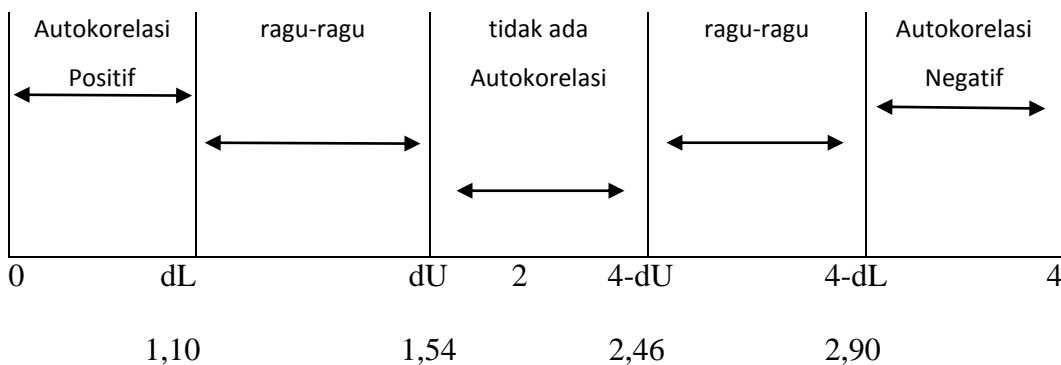 Autokorelasi ragu-ragu tidak ada ragu-ragu Autokorelasi
Positif Autokorelasi Negatif
0 dL dU 2 4-dU 4-dL 4
1,10 1,54 2,46 2,90